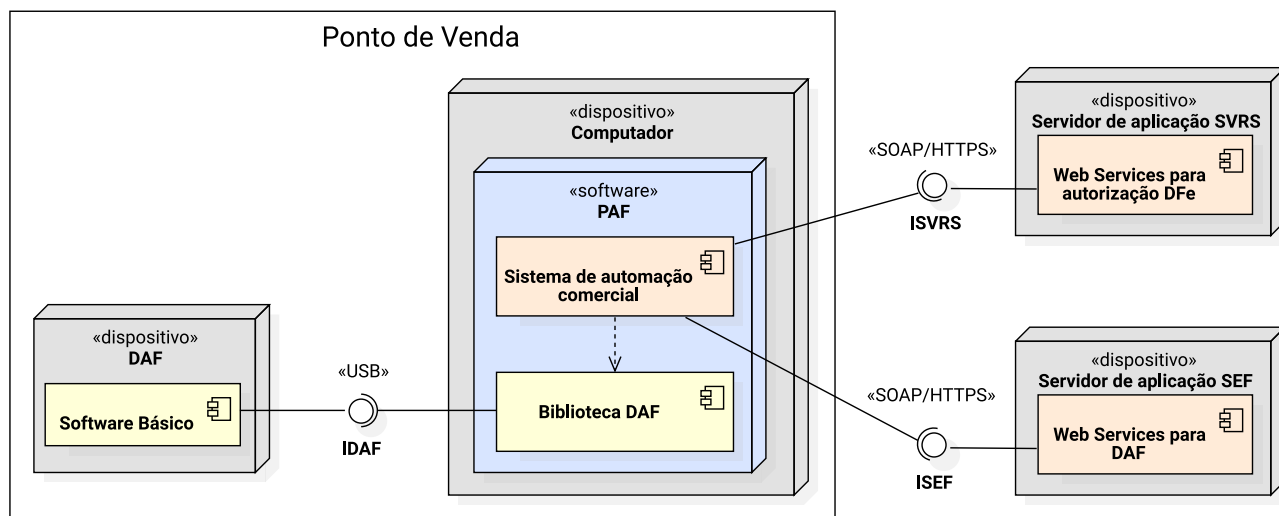 Ponto de Venda
«dispositivo»
Computador
«software»
PAF
Sistema de automação
comercial
Biblioteca DAF
«dispositivo»
DAF
Software Básico
«USB»
IDAF
«SOAP/HTTPS»
ISVRS
«dispositivo»
Servidor de aplicação SVRS
Web Services para
autorização DFe
«SOAP/HTTPS»
ISEF
«dispositivo»
Servidor de aplicação SEF
Web Services para
DAF